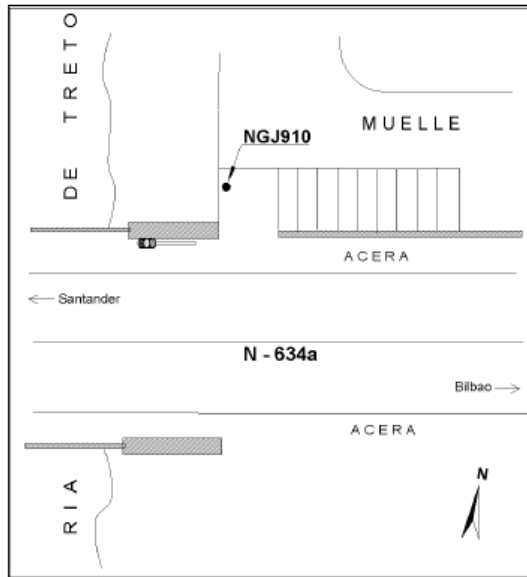 DE TRETO
MUELLE
NGJ910
ACERA
Santander
N - 634a
Bilbao
ACERA
RIA
N